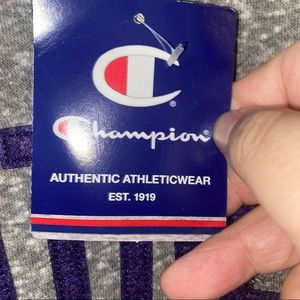 C®
Champion
AUTHENTIC ATHLETICWEAR
EST. 1919